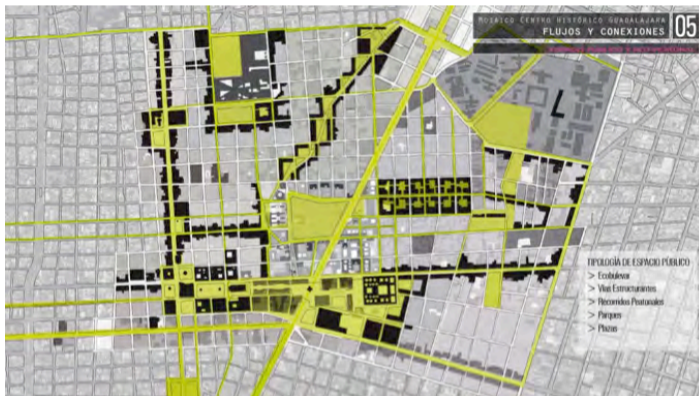 MOSAICO CENTRO HISTÓRICO GUADALAJARA
FLUJOS Y CONEXIONES
05
TIPOLOGÍA DE ESPACIO PÚBLICO
> Ecobulevar
> Vías Estructurantes
> Recorridos Peatonales
> Parques
> Plazas